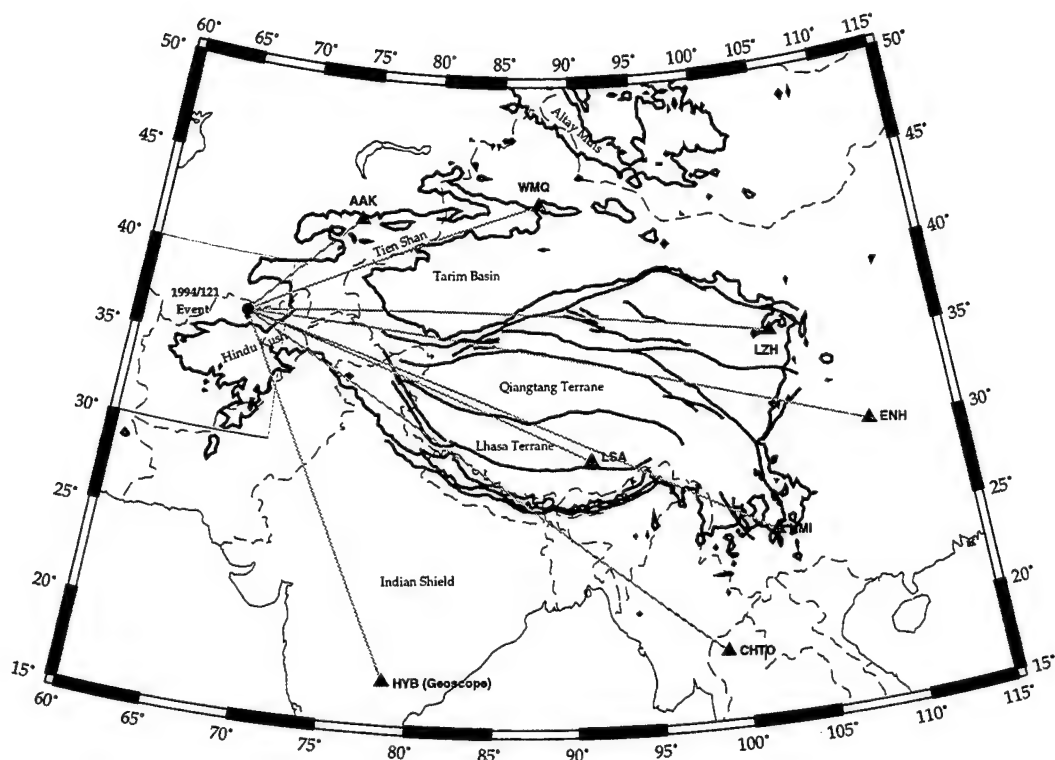 60° 65° 70° 75° 80° 85° 90° 95° 100° 105° 110° 115°
50° 50°
Altay Mtns
45° 45°
WMQ
AAK
40° 40°
Tien Shan
Tarim Basin
1994/121
Event
35° 35°
Hindu Kush
LZH
Qiangtang Terrane
30° 30°
ENH
Lhasa Terrane
LSA
25° 25°
KMI
20° 20°
Indian Shield
CHTO
15° 15°
HYB (Geoscope)
60° 65° 70° 75° 80° 85° 90° 95° 100° 105° 110° 115°